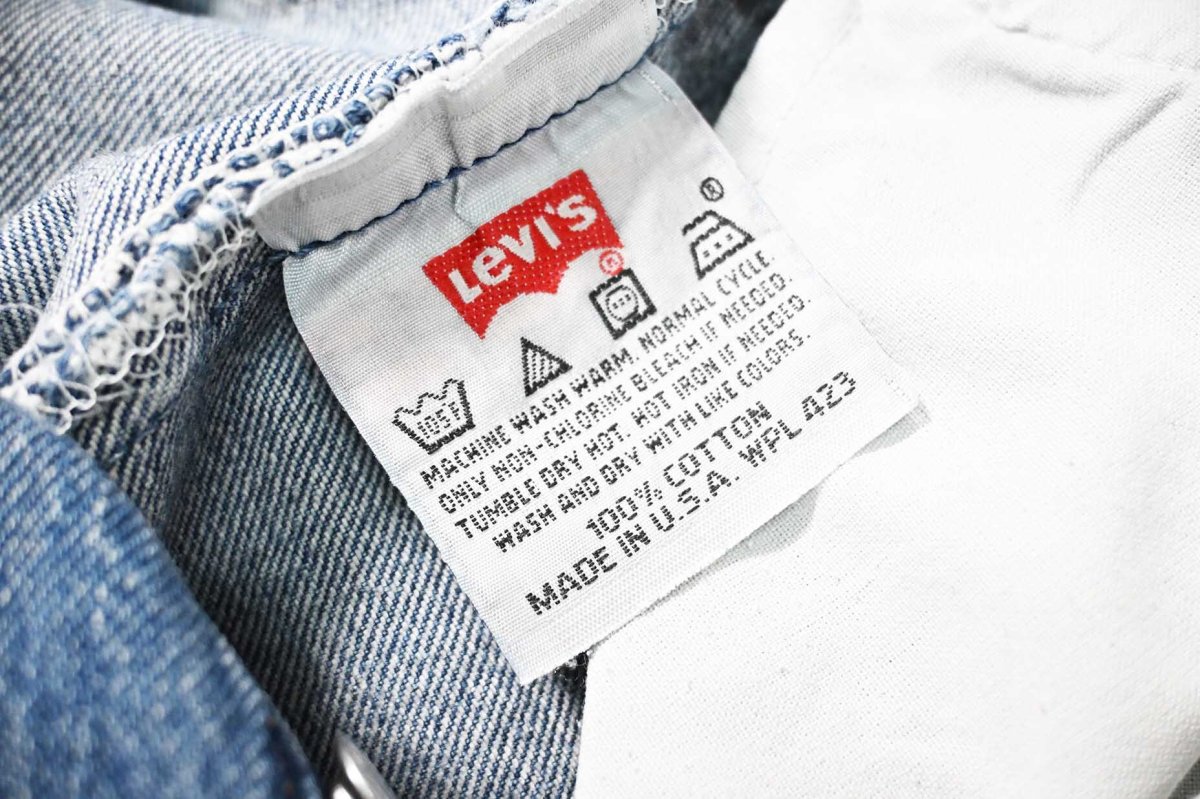 Levi's
®
®
105F
MACHINE WASH WARM, NORMAL CYCLE.
ONLY NON-CHLORINE BLEACH IF NEEDED.
TUMBLE DRY HOT. HOT IRON IF NEEDED.
WASH AND DRY WITH LIKE COLORS.
100% COTTON
MADE IN U.S.A. WPL 423